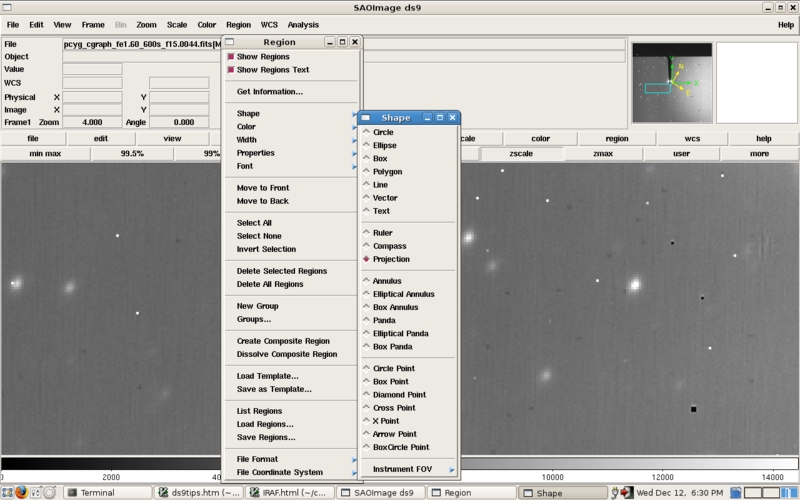 SAOImage ds9
File Edit View Frame Bin Zoom Scale Color Region WCS Analysis Help
File pcyg_cgraph_fe1.60_600s_f15.0044.fits[M
Object
Value
WCS
Physical X Y
Image X Y
Frame1 Zoom 4.000 Angle 0.000
N
X
E
file edit view cale color region wcs help
min max 99.5% 99% zscale zmax user more
Region
Show Regions
Show Regions Text
Get Information...
Shape
Color
Width
Properties
Font
Move to Front
Move to Back
Select All
Select None
Invert Selection
Delete Selected Regions
Delete All Regions
New Group
Groups...
Create Composite Region
Dissolve Composite Region
Load Template...
Save as Template...
List Regions
Load Regions...
Save Regions...
File Format
File Coordinate System
Shape
Circle
Ellipse
Box
Polygon
Line
Vector
Text
Ruler
Compass
Projection
Annulus
Elliptical Annulus
Box Annulus
Panda
Elliptical Panda
Box Panda
Circle Point
Box Point
Diamond Point
Cross Point
X Point
Arrow Point
BoxCircle Point
Instrument FOV
0 2000 10000 12000 14000
Terminal ds9tips.htm (~... IRAF.html (~/c... SAOImage ds9 Region Shape Wed Dec 12, 6:30 PM